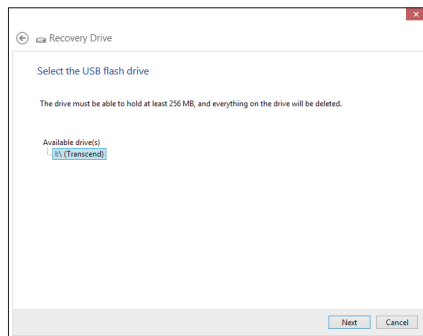 Recovery Drive
Select the USB flash drive
The drive must be able to hold at least 256 MB, and everything on the drive will be deleted.
Available drive(s)
I:\ (Transcend)
Next
Cancel